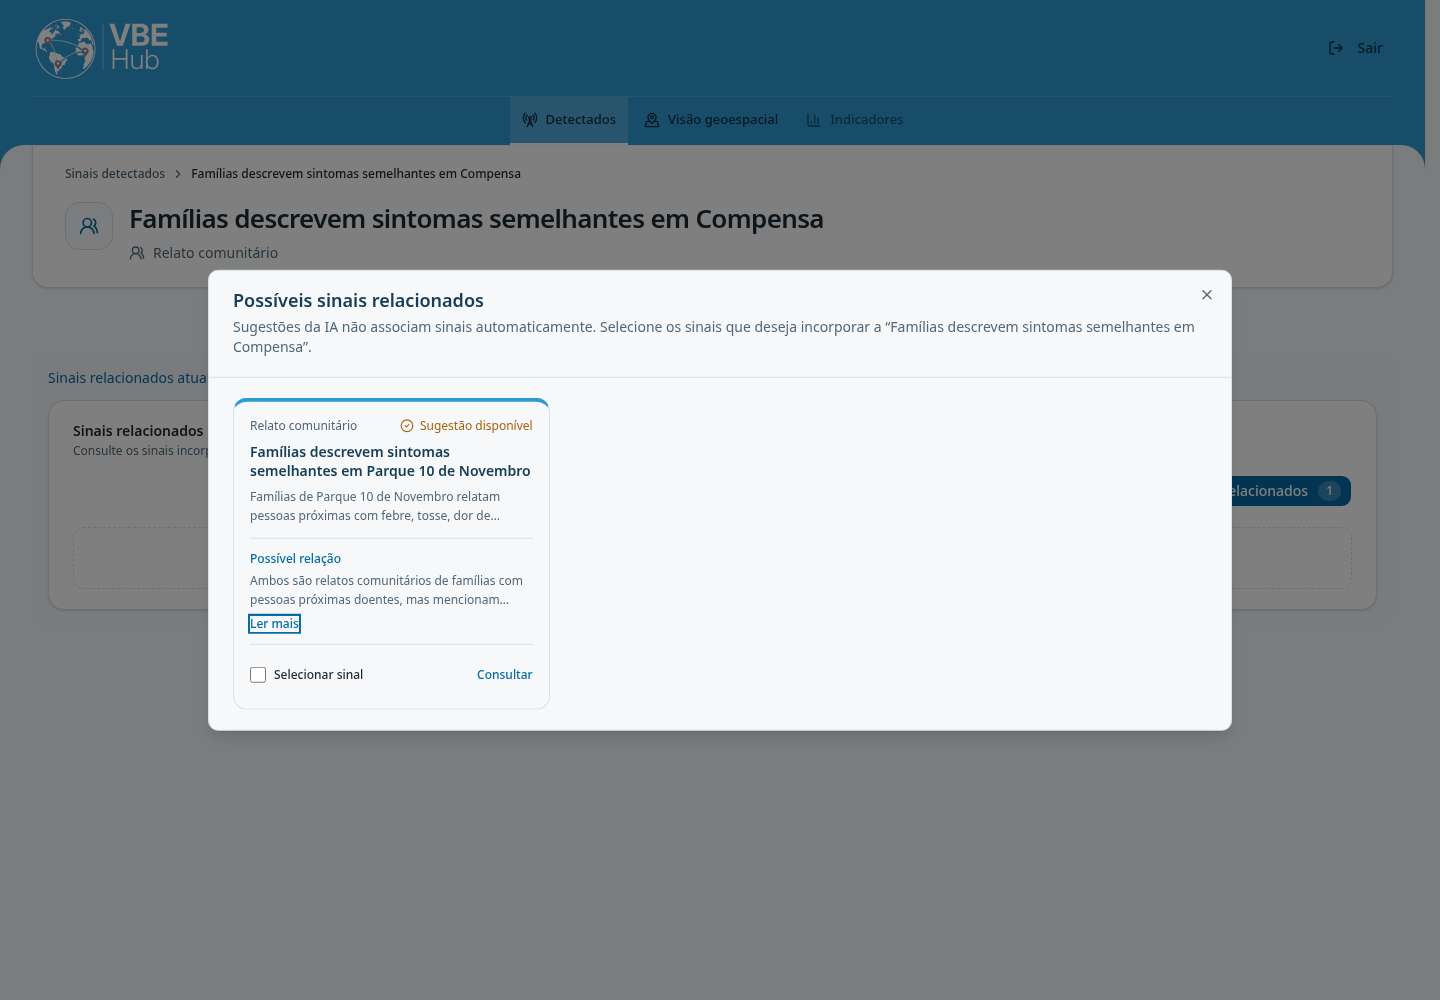 VBE
Hub
Sair
Detectados
Visão geoespacial
Indicadores
Sinais detectados
Famílias descrevem sintomas semelhantes em Compensa
Famílias descrevem sintomas semelhantes em Compensa
Relato comunitário
Possíveis sinais relacionados
Sugestões da IA não associam sinais automaticamente. Selecione os sinais que deseja incorporar a “Famílias descrevem sintomas semelhantes em
Compensa”.
Sinais relacionados
Sinais relacionados
Consulte os sinais
1
Relato comunitário
Sugestão disponível
Famílias descrevem sintomas
semelhantes em Parque 10 de Novembro
Famílias de Parque 10 de Novembro relatam
pessoas próximas com febre, tosse, dor de...
Possível relação
Ambos são relatos comunitários de famílias com
pessoas próximas doentes, mas mencionam...
Ler mais
Selecionar sinal
Consultar